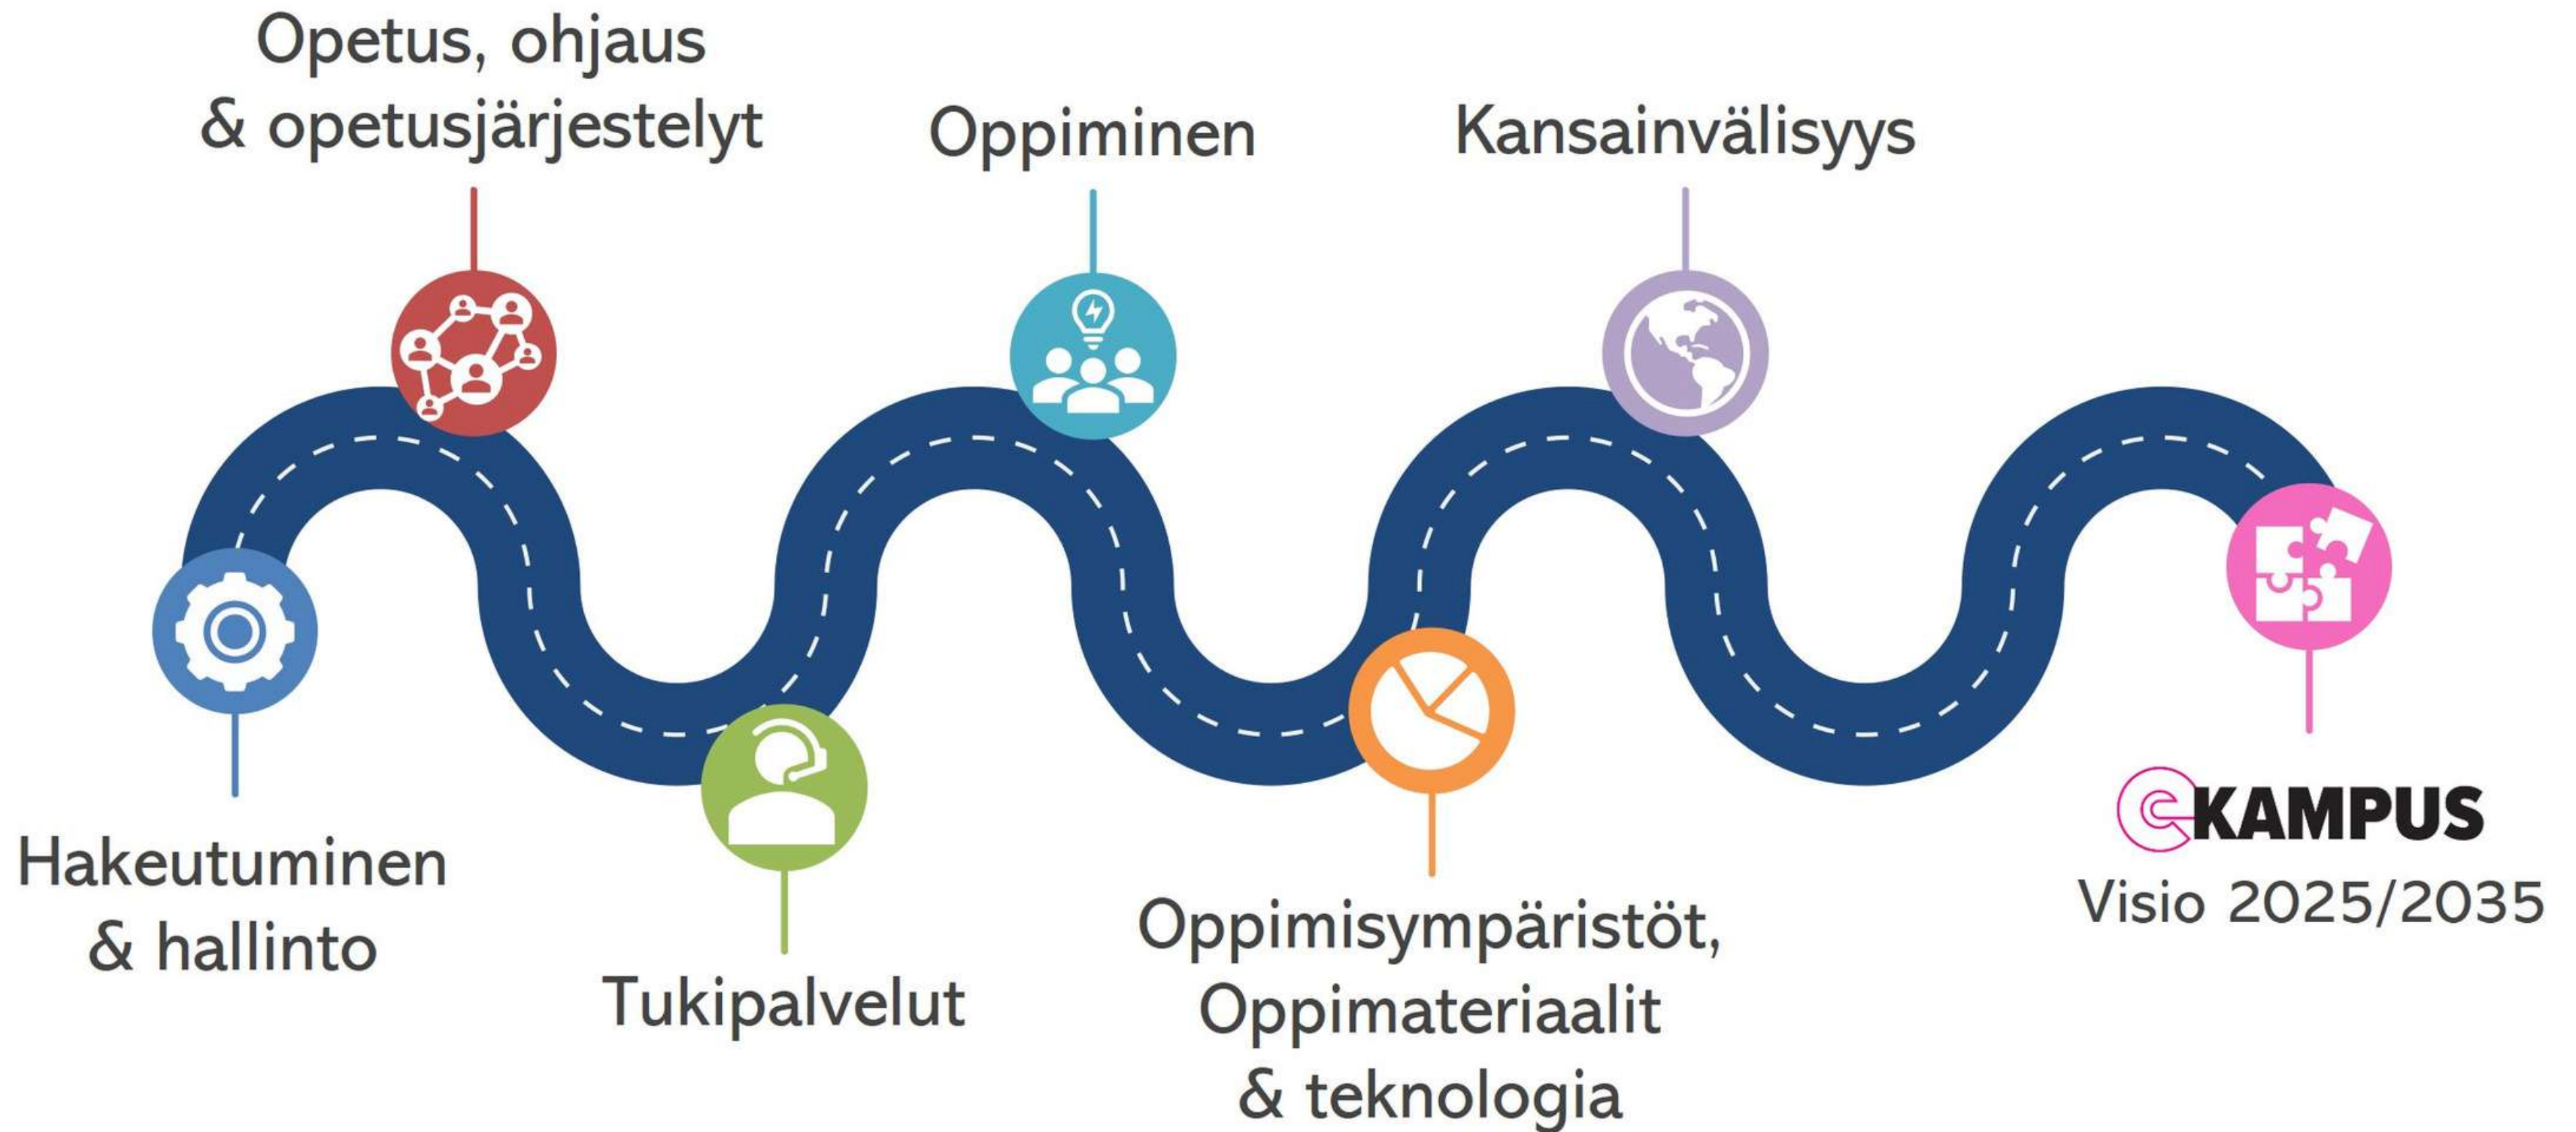 Opetus, ohjaus
& opetusjärjestelyt
Oppiminen
Kansainvälisyys
Hakeutuminen
& hallinto
Tukipalvelut
Oppimisympäristöt,
Oppimateriaalit
& teknologia
eKAMPUS
Visio 2025/2035